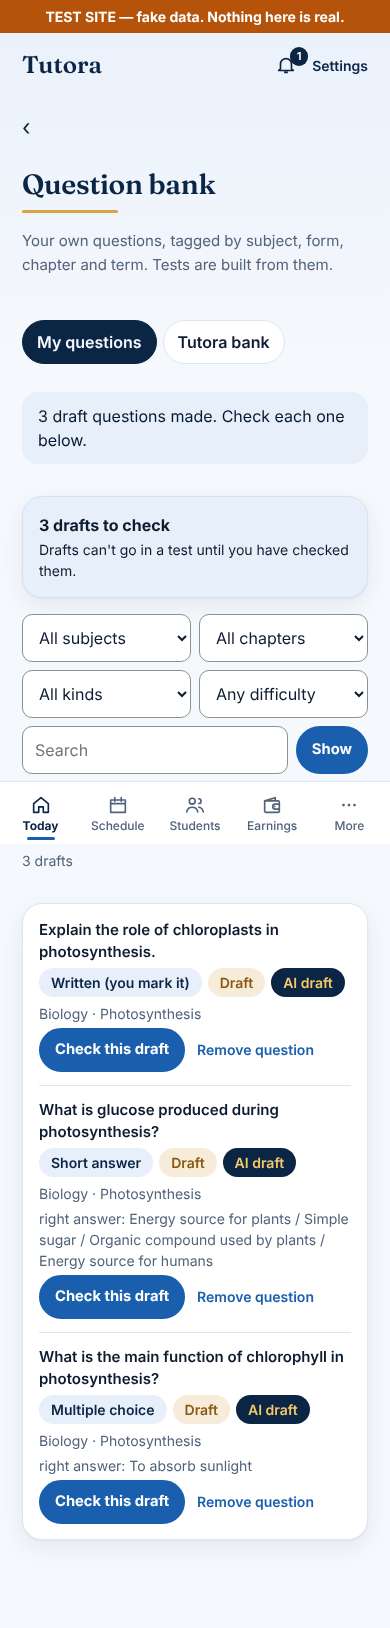 TEST SITE — fake data. Nothing here is real.
Tutora
1
Settings
Question bank
Your own questions, tagged by subject, form,
chapter and term. Tests are built from them.
My questions
Tutora bank
3 draft questions made. Check each one
below.
3 drafts to check
Drafts can't go in a test until you have checked
them.
All subjects
All chapters
All kinds
Any difficulty
Search
Show
Today
Schedule
Students
Earnings
More
3 drafts
Explain the role of chloroplasts in
photosynthesis.
Written (you mark it)
Draft
AI draft
Biology · Photosynthesis
Check this draft
Remove question
What is glucose produced during
photosynthesis?
Short answer
Draft
AI draft
Biology · Photosynthesis
right answer: Energy source for plants / Simple
sugar / Organic compound used by plants /
Energy source for humans
Check this draft
Remove question
What is the main function of chlorophyll in
photosynthesis?
Multiple choice
Draft
AI draft
Biology · Photosynthesis
right answer: To absorb sunlight
Check this draft
Remove question